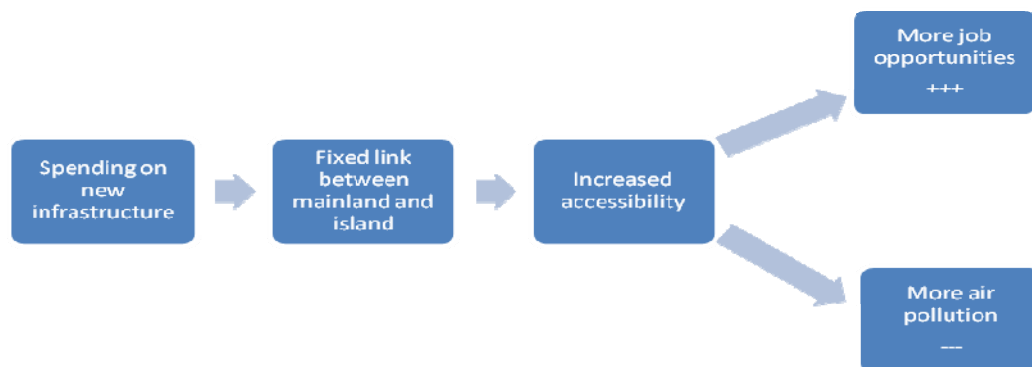 Spending on
new
infrastructure
Fixed link
between
mainland and
island
Increased
accessibility
More job
opportunities
+++
More air
pollution
---